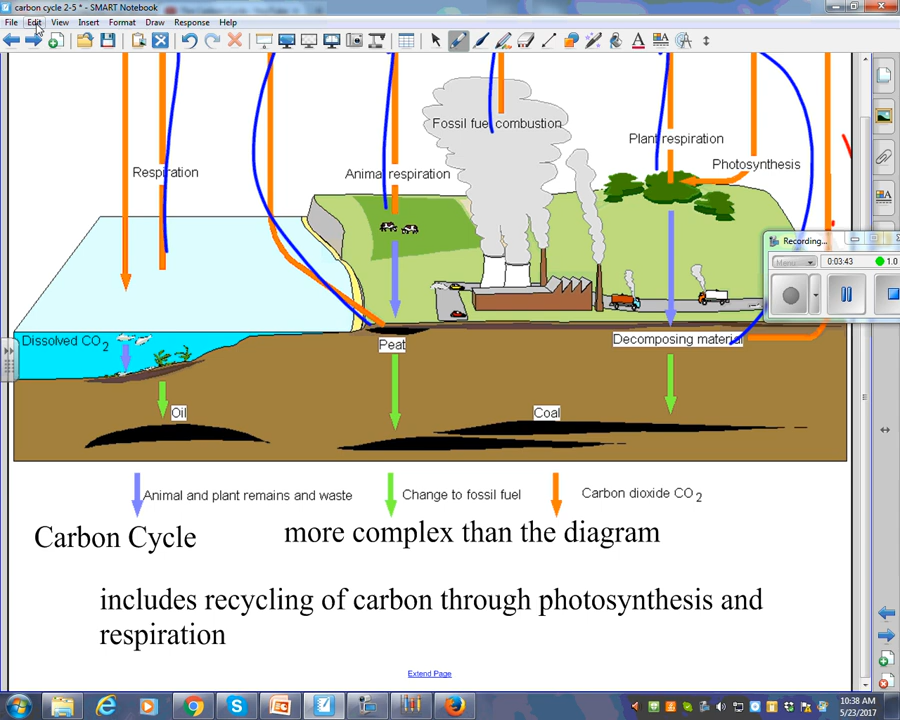 carbon cycle 2-5 * - SMART Notebook
File Edit View Insert Format Draw Response Help
Fossil fuel combustion
Plant respiration
Respiration
Animal respiration
Photosynthesis
Recording...
Menu
0:03:43
1.0
Dissolved CO2
Peat
Decomposing material
Oil
Coal
Animal and plant remains and waste
Change to fossil fuel
Carbon dioxide CO2
Carbon Cycle
more complex than the diagram
includes recycling of carbon through photosynthesis and
respiration
Extend Page
10:38 AM
5/23/2017